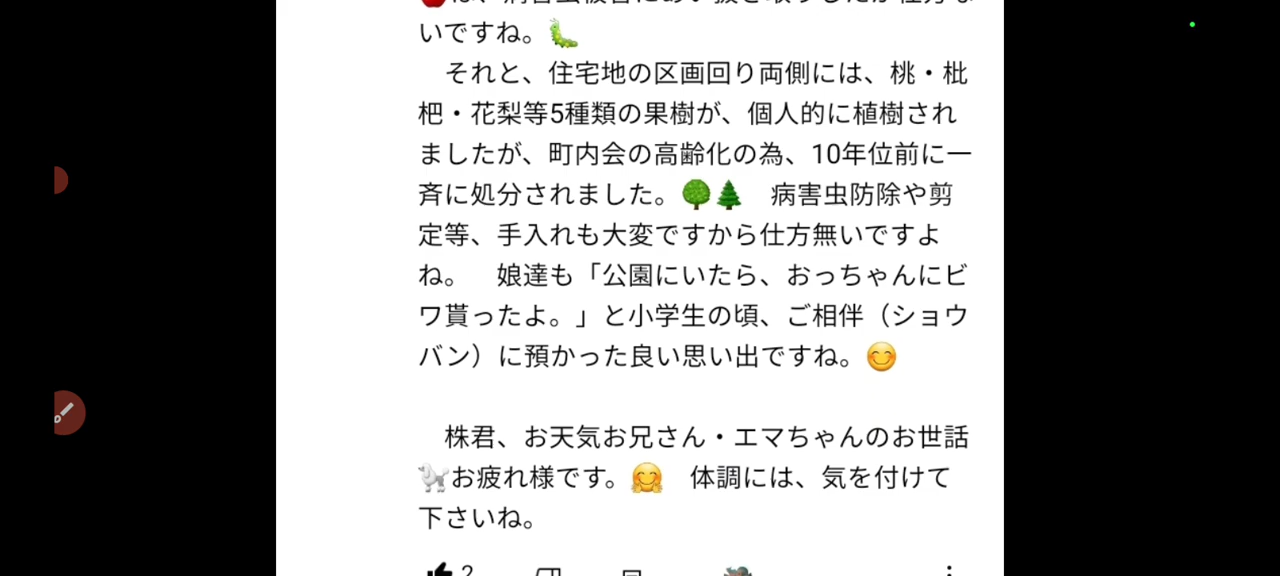 いですね。🐛
それと、住宅地の区画回り両側には、桃・枇
杷・花梨等5種類の果樹が、個人的に植樹され
ましたが、町内会の高齢化の為、10年位前に一
斉に処分されました。🌳🌲 病害虫防除や剪
定等、手入れも大変ですから仕方無いですよ
ね。 娘達も「公園にいたら、おっちゃんにビ
ワ貰ったよ。」と小学生の頃、ご相伴（ショウ
バン）に預かった良い思い出ですね。😊
株君、お天気お兄さん・エマちゃんのお世話
🐩お疲れ様です。🤗 体調には、気を付けて
下さいね。
2